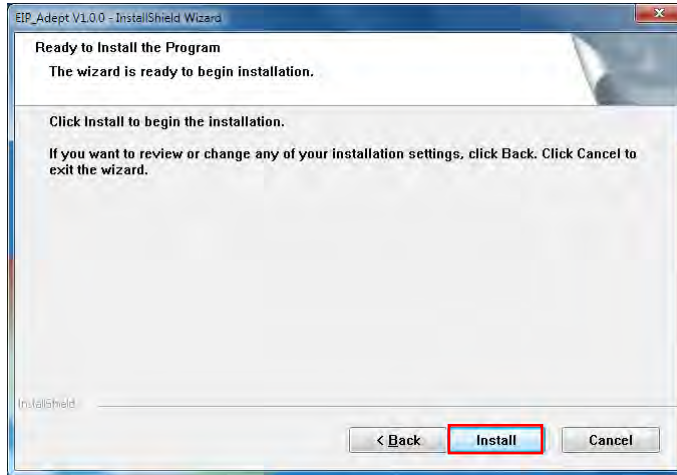 EIP_Adept V1.0.0 - InstallShield Wizard
Ready to Install the Program
The wizard is ready to begin installation.
Click Install to begin the installation.
If you want to review or change any of your installation settings, click Back. Click Cancel to
exit the wizard.
InstallShield
< Back
Install
Cancel